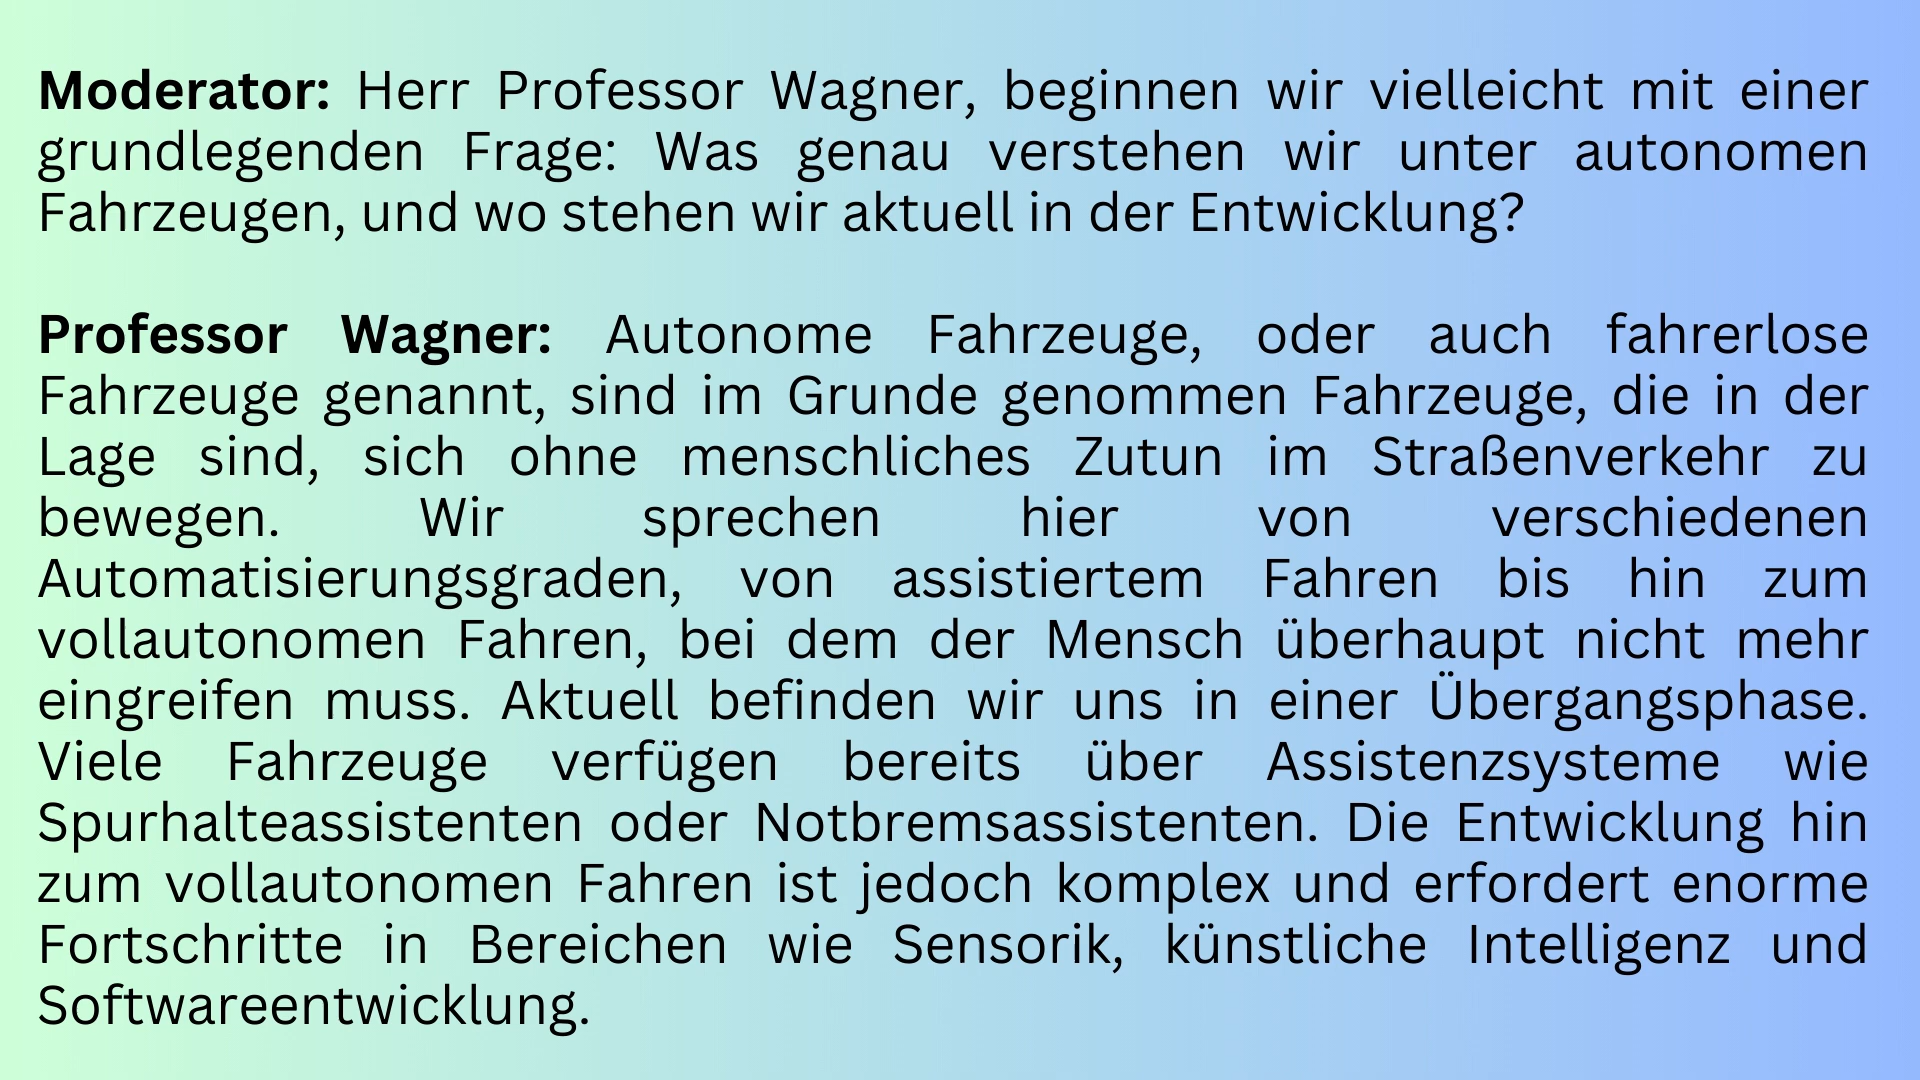 Moderator: Herr Professor Wagner, beginnen wir vielleicht mit einer
grundlegenden Frage: Was genau verstehen wir unter autonomen
Fahrzeugen, und wo stehen wir aktuell in der Entwicklung?
Professor Wagner: Autonome Fahrzeuge, oder auch fahrerlose
Fahrzeuge genannt, sind im Grunde genommen Fahrzeuge, die in der
Lage sind, sich ohne menschliches Zutun im Straßenverkehr zu
bewegen. Wir sprechen hier von verschiedenen
Automatisierungsgraden, von assistiertem Fahren bis hin zum
vollautonomen Fahren, bei dem der Mensch überhaupt nicht mehr
eingreifen muss. Aktuell befinden wir uns in einer Übergangsphase.
Viele Fahrzeuge verfügen bereits über Assistenzsysteme wie
Spurhalteassistenten oder Notbremsassistenten. Die Entwicklung hin
zum vollautonomen Fahren ist jedoch komplex und erfordert enorme
Fortschritte in Bereichen wie Sensorik, künstliche Intelligenz und
Softwareentwicklung.